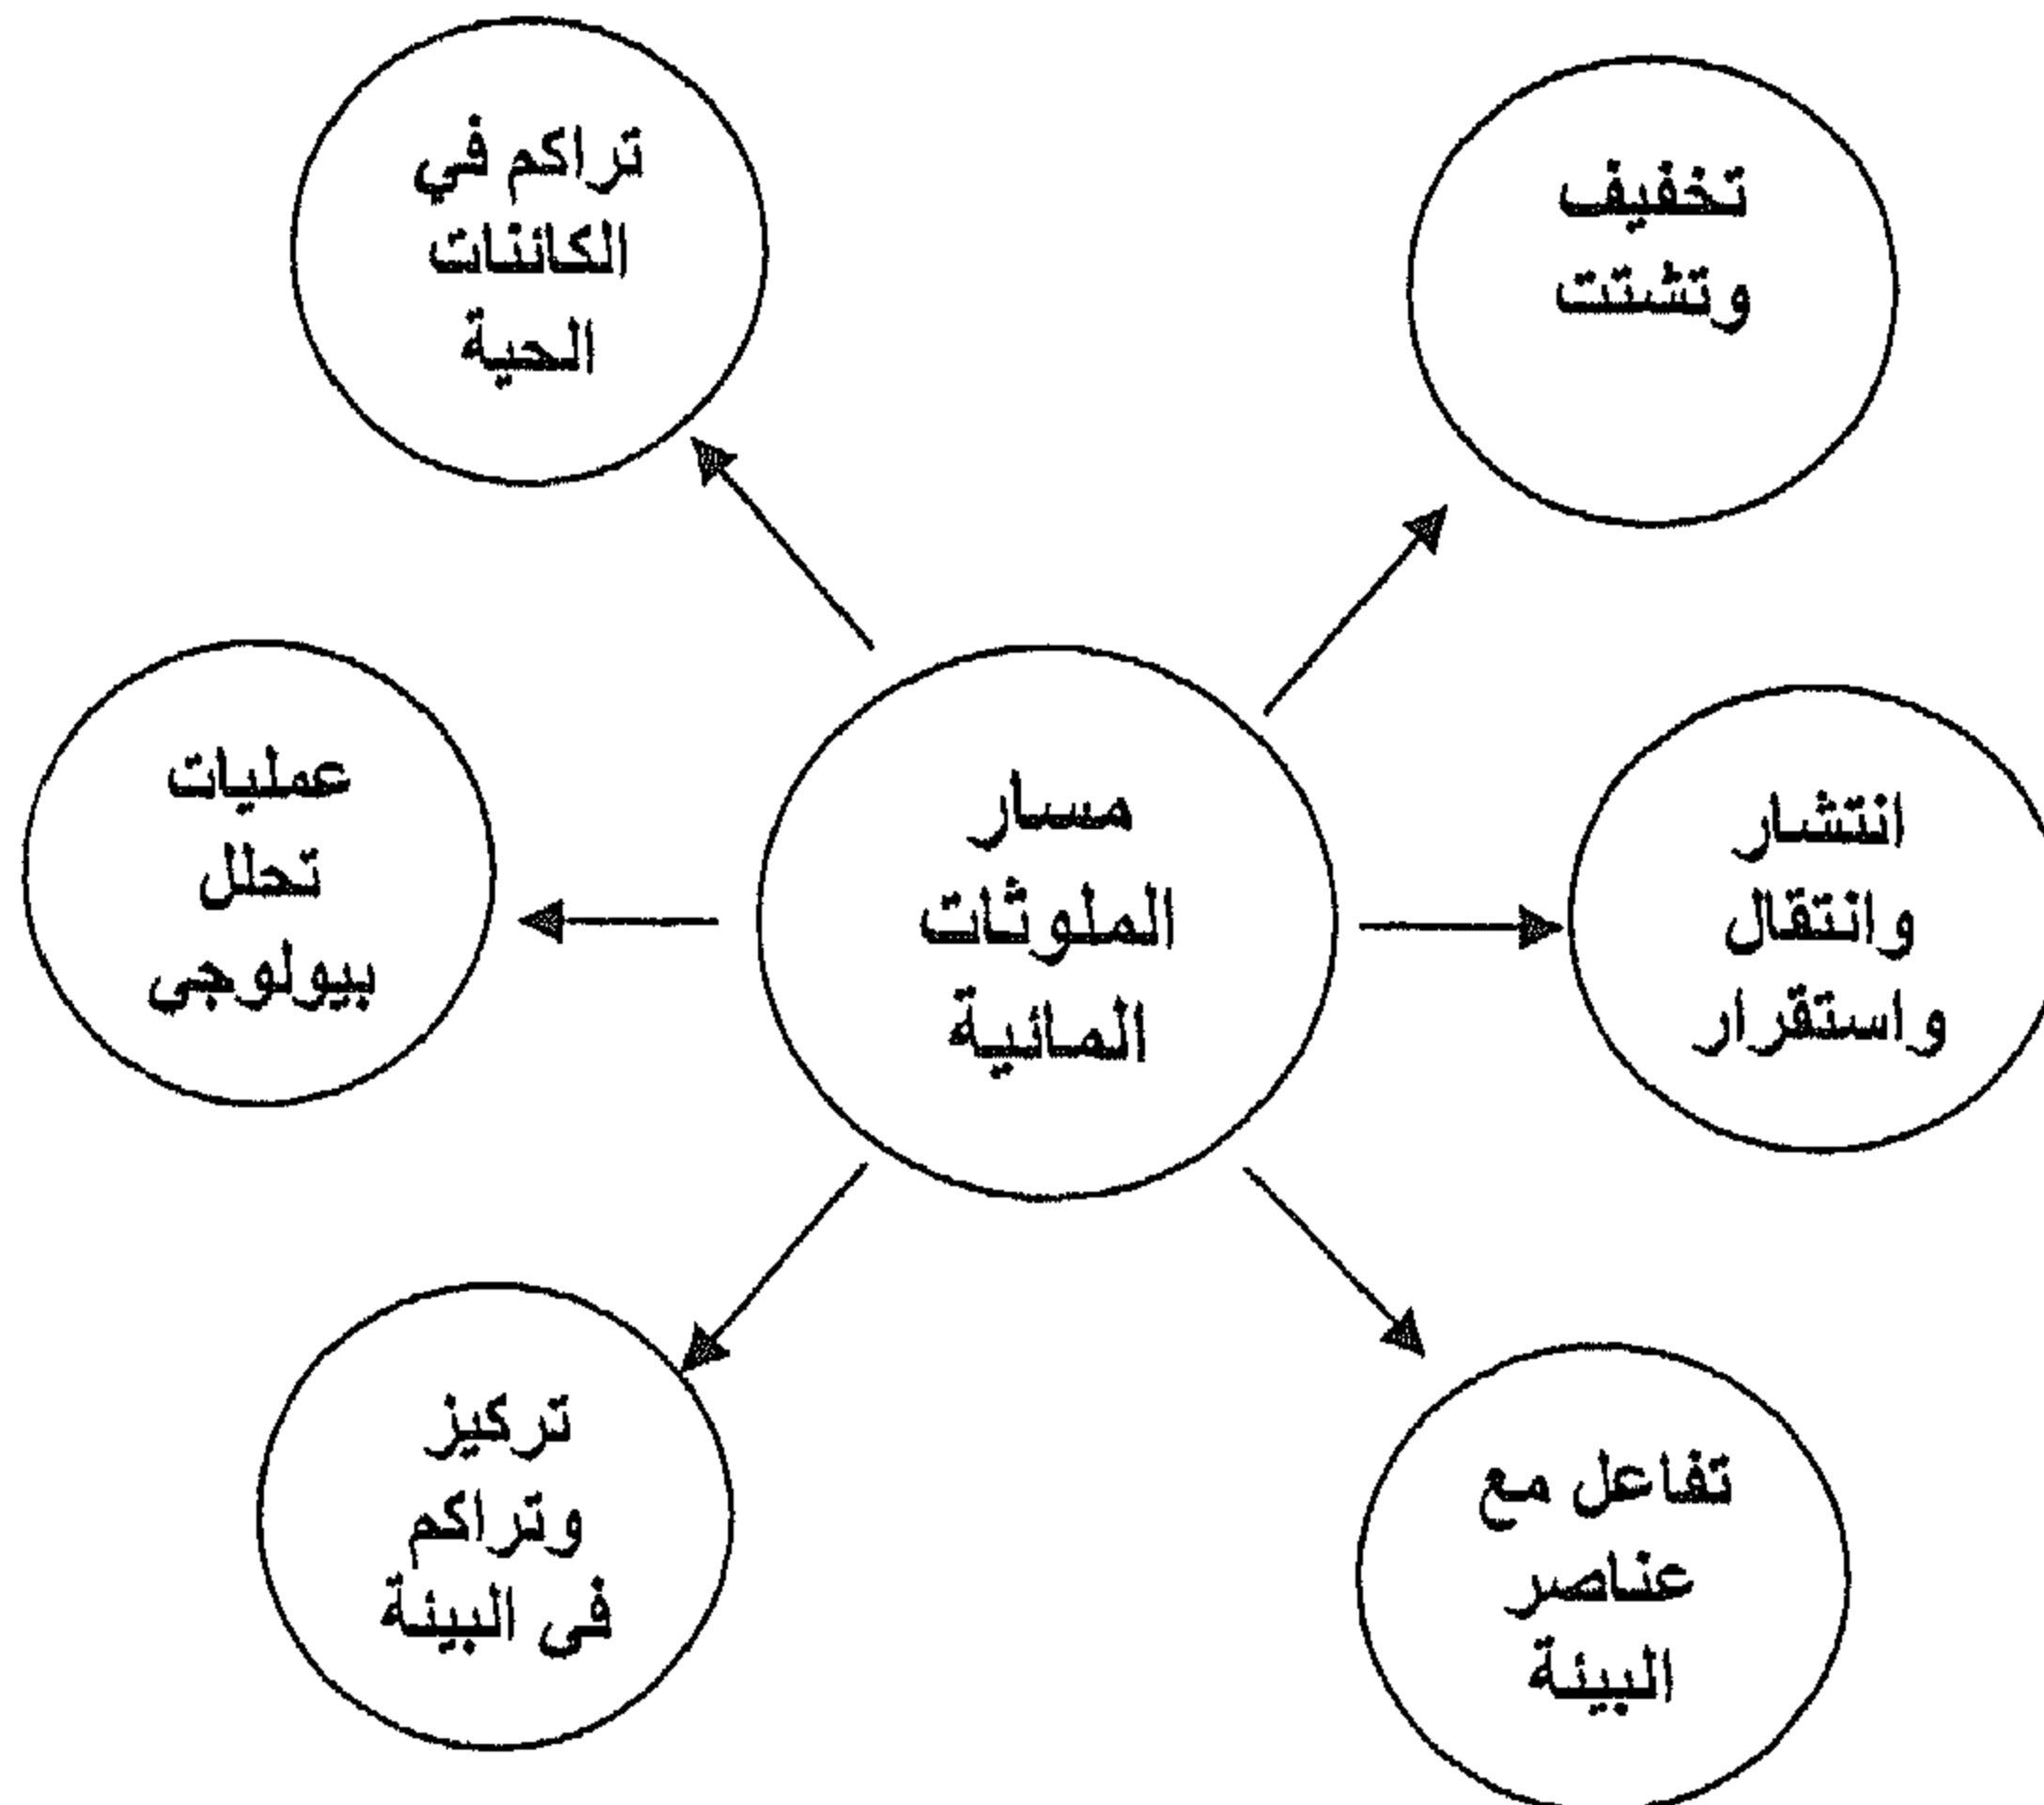 تراكم في
الكائنات
الحية
تخفيف
وتشتت
عمليات
تحلل
بيولوجى
مسار
الملوثات
المائية
انتشار
وانتقال
واستقرار
تركيز
وتراكم
فى البيئة
تفاعل مع
عناصر
البيئة